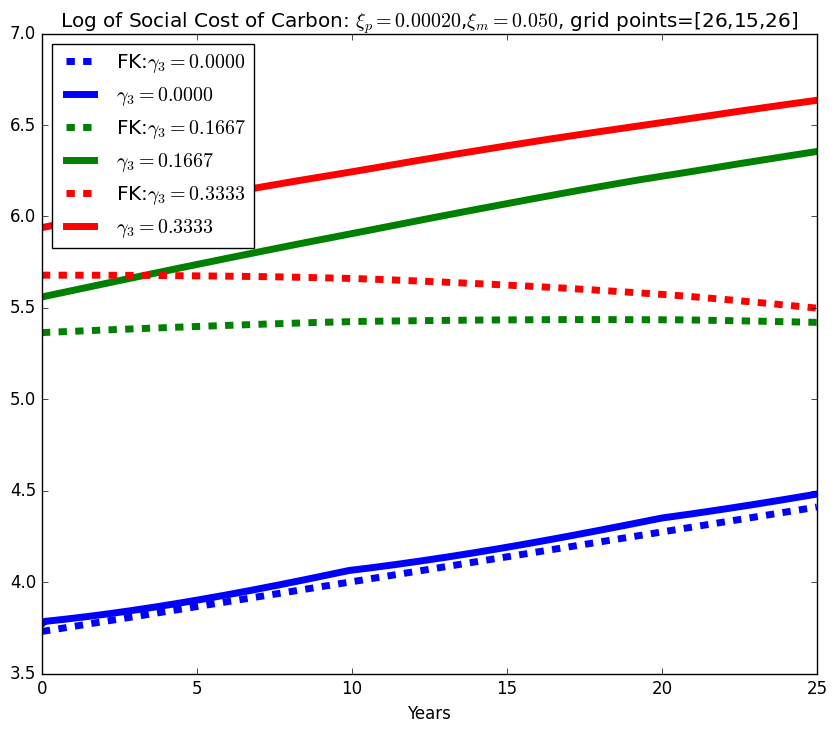 Log of Social Cost of Carbon: ξₚ = 0.00020,ξₘ = 0.050, grid points=[26,15,26]
7.0
FK:γ₃ = 0.0000
γ₃ = 0.0000
6.5
FK:γ₃ = 0.1667
γ₃ = 0.1667
FK:γ₃ = 0.3333
6.0
γ₃ = 0.3333
5.5
5.0
4.5
4.0
3.5
0 5 10 15 20 25
Years